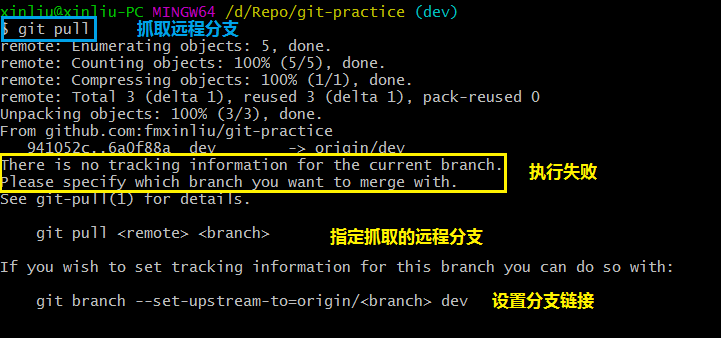 xinliu@xinliu-PC MINGW64 /d/Repo/git-practice (dev)
$ git pull 抓取远程分支
remote: Enumerating objects: 5, done.
remote: Counting objects: 100% (5/5), done.
remote: Compressing objects: 100% (1/1), done.
remote: Total 3 (delta 1), reused 3 (delta 1), pack-reused 0
Unpacking objects: 100% (3/3), done.
From github.com:fmxinliu/git-practice
941052c..6a0f88a dev -> origin/dev
There is no tracking information for the current branch.
Please specify which branch you want to merge with. 执行失败
See git-pull(1) for details.
git pull <remote> <branch> 指定抓取的远程分支
If you wish to set tracking information for this branch you can do so with:
git branch --set-upstream-to=origin/<branch> dev 设置分支链接